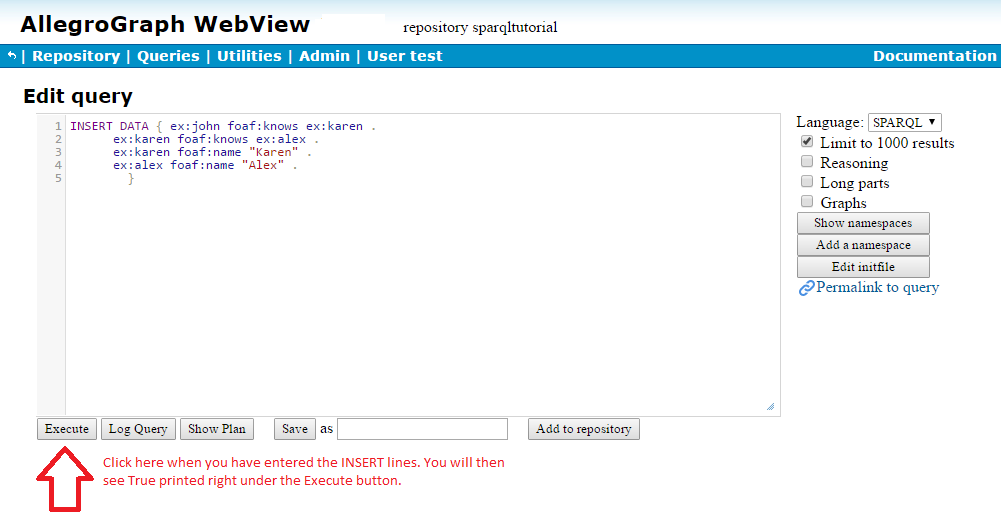 AllegroGraph WebView repository sparqltutorial
| Repository | Queries | Utilities | Admin | User test Documentation
Edit query
1 INSERT DATA { ex:john foaf:knows ex:karen .
2 ex:karen foaf:knows ex:alex .
3 ex:karen foaf:name "Karen" .
4 ex:alex foaf:name "Alex" .
5 }
Language: SPARQL
Limit to 1000 results
Reasoning
Long parts
Graphs
Show namespaces
Add a namespace
Edit initfile
Permalink to query
Execute Log Query Show Plan Save as Add to repository
Click here when you have entered the INSERT lines. You will then
see True printed right under the Execute button.